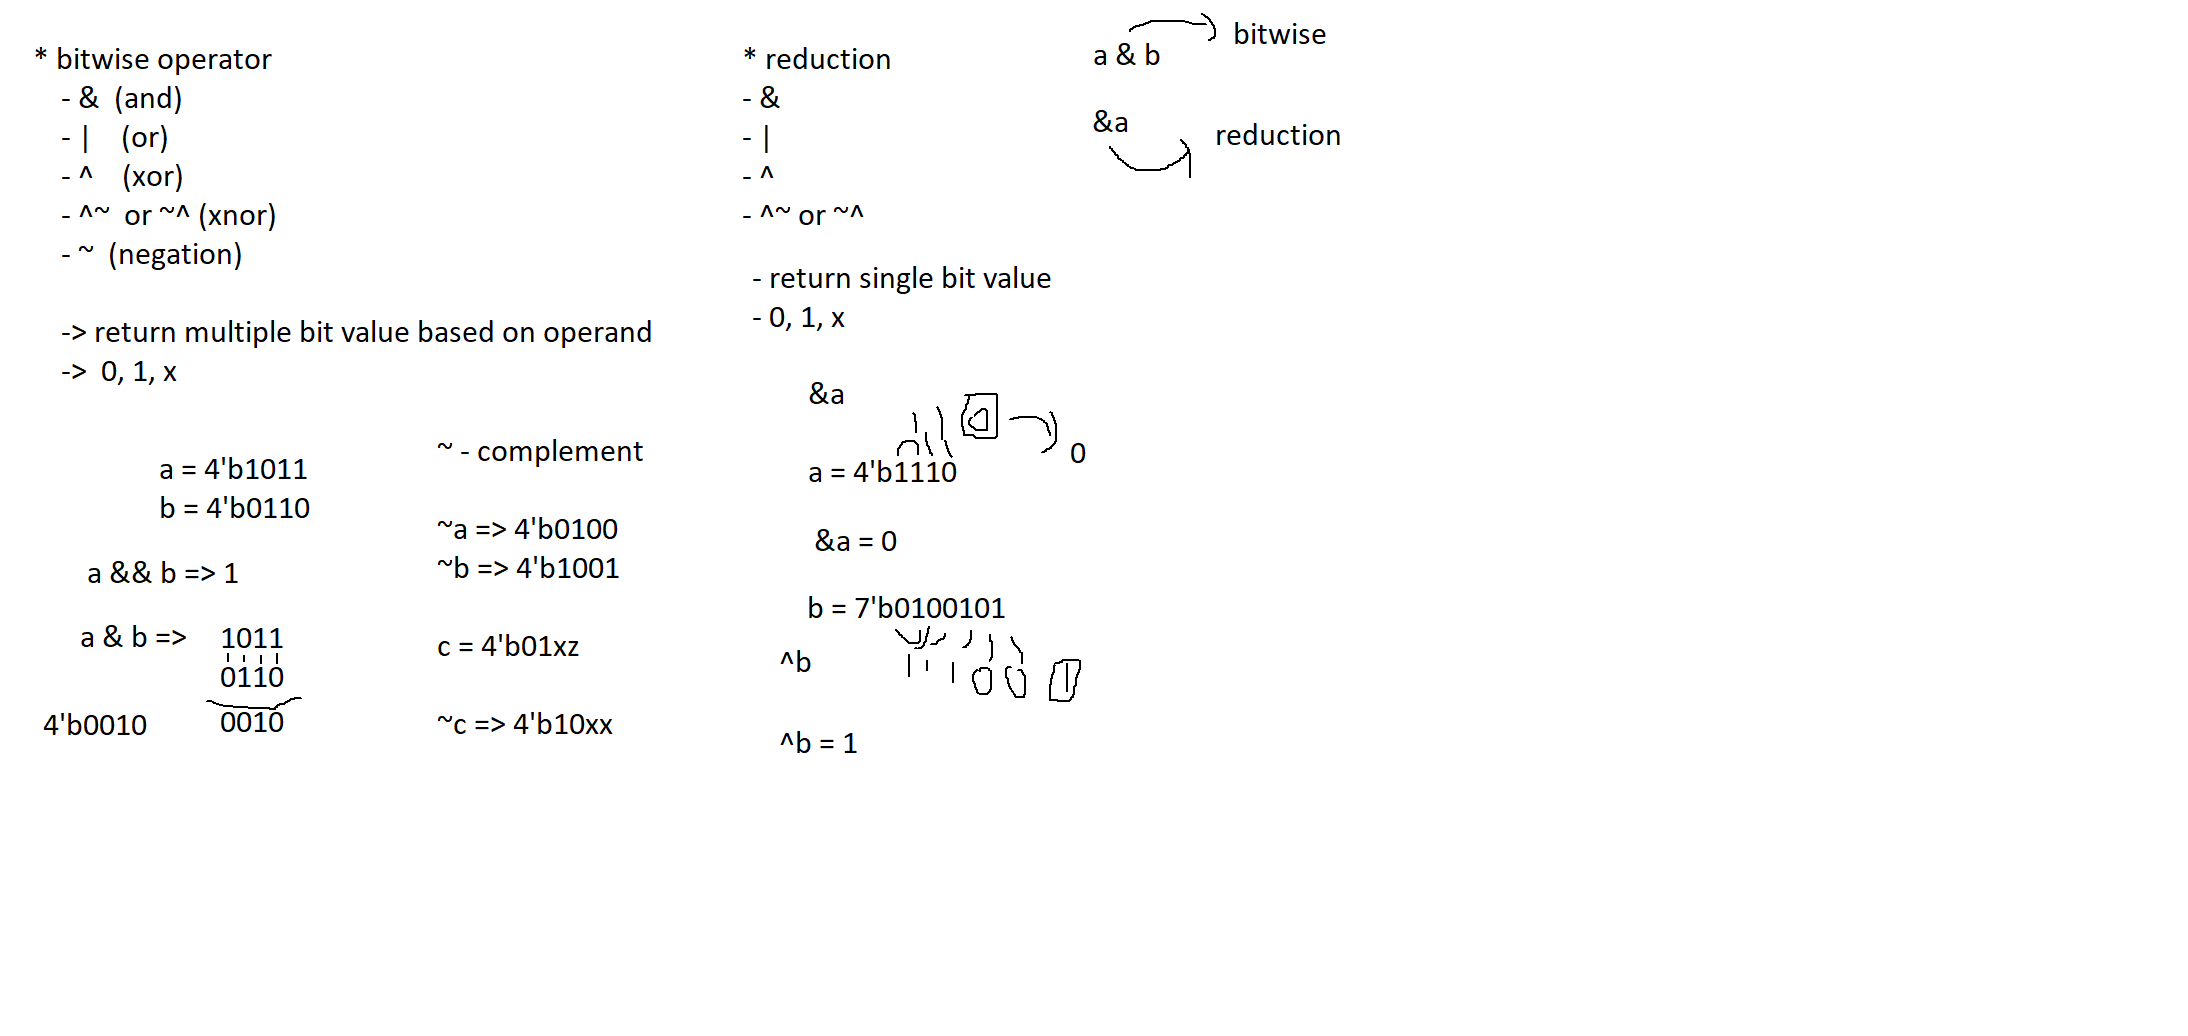 * bitwise operator
- & (and)
- | (or)
- ^ (xor)
- ^~ or ~^ (xnor)
- ~ (negation)
-> return multiple bit value based on operand
-> 0, 1, x
a = 4'b1011
b = 4'b0110
a && b => 1
a & b => 1011
0110
4'b0010 0010
~ - complement
~a => 4'b0100
~b => 4'b1001
c = 4'b01xz
~c => 4'b10xx
* reduction
- &
- |
- ^
- ^~ or ~^
- return single bit value
- 0, 1, x
&a
1 1 0 0
a = 4'b1110
&a = 0
b = 7'b0100101
^b 1 1 1 0 0 1
^b = 1
a & b bitwise
&a reduction